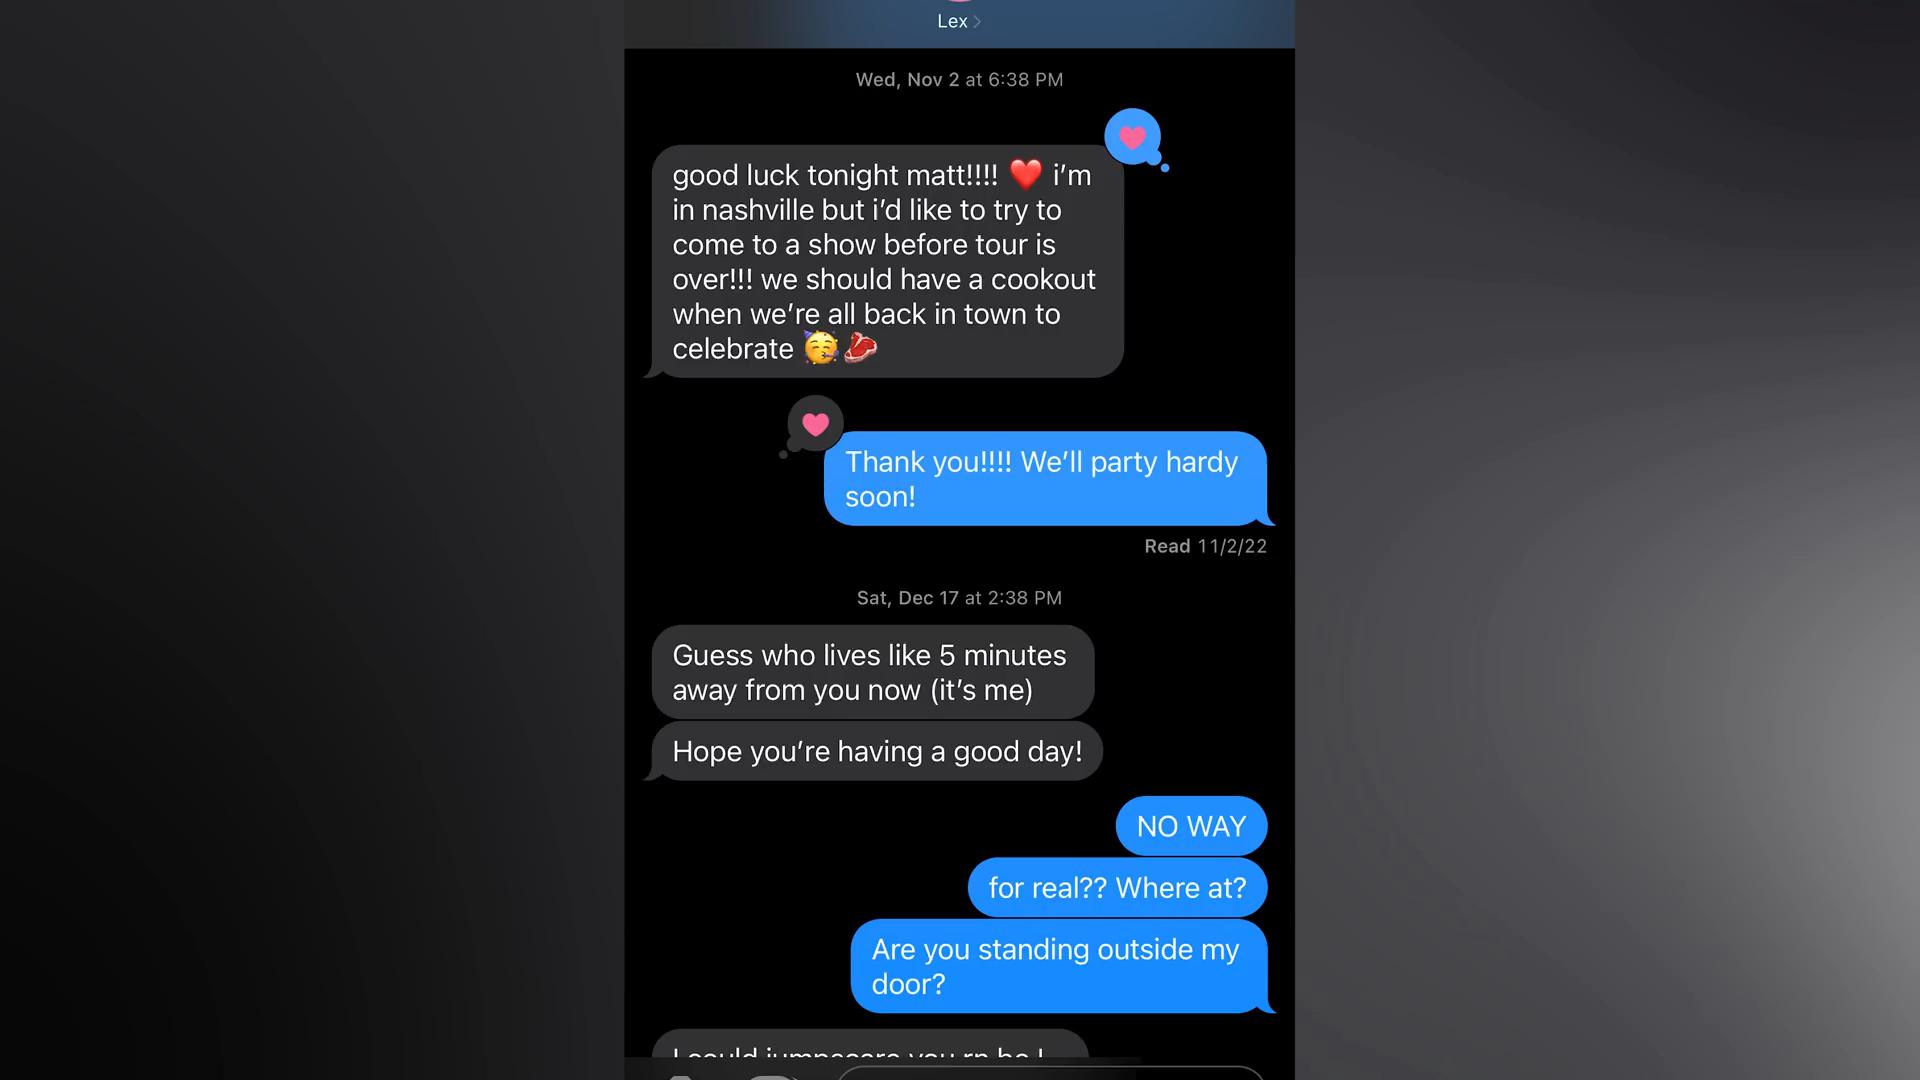 Lex
Wed, Nov 2 at 6:38 PM
good luck tonight matt!!!! ❤️ i’m
in nashville but i’d like to try to
come to a show before tour is
over!!! we should have a cookout
when we’re all back in town to
celebrate 🥳🥩
Thank you!!!! We’ll party hardy
soon!
Read 11/2/22
Sat, Dec 17 at 2:38 PM
Guess who lives like 5 minutes
away from you now (it’s me)
Hope you’re having a good day!
NO WAY
for real?? Where at?
Are you standing outside my
door?
I could jumpscare you rn